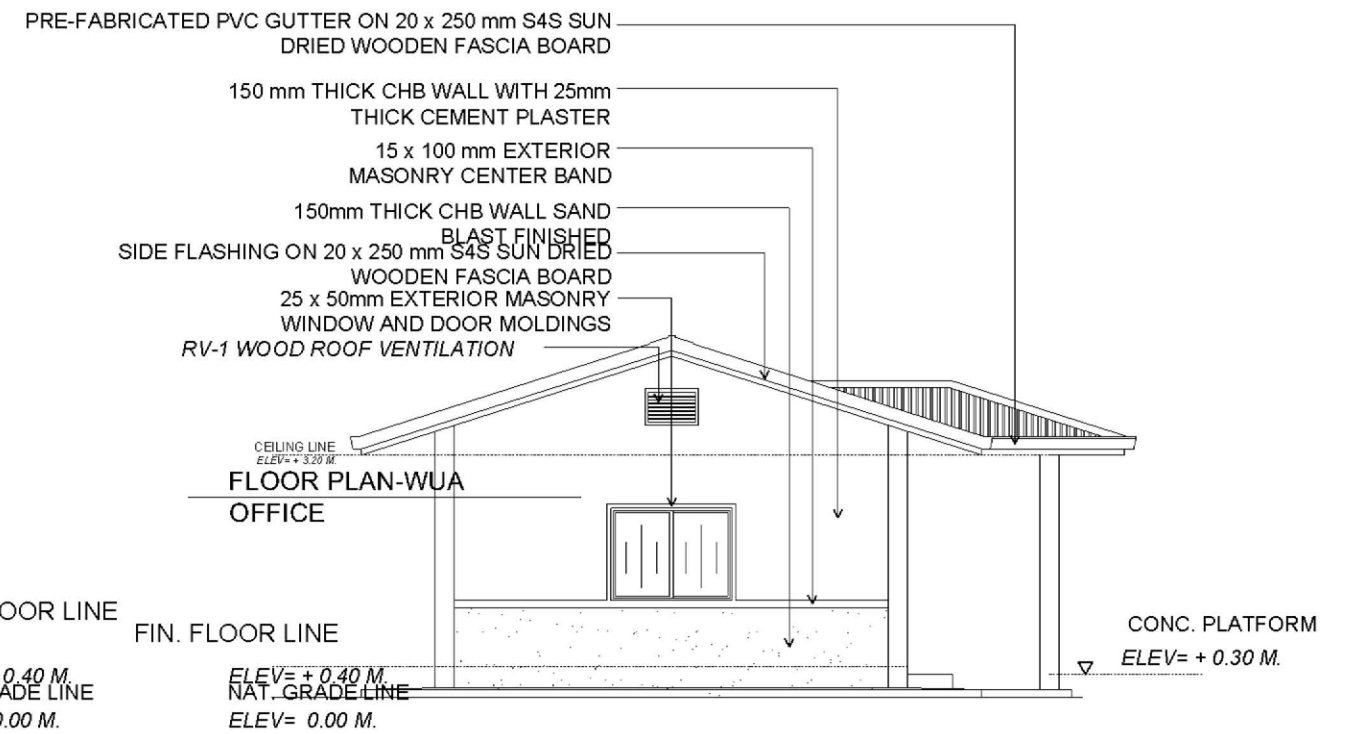 PRE-FABRICATED PVC GUTTER ON 20 x 250 mm S4S SUN
DRIED WOODEN FASCIA BOARD
150 mm THICK CHB WALL WITH 25mm
THICK CEMENT PLASTER
15 x 100 mm EXTERIOR
MASONRY CENTER BAND
150mm THICK CHB WALL SAND
BLAST FINISHED
SIDE FLASHING ON 20 x 250 mm S4S SUN DRIED
WOODEN FASCIA BOARD
25 x 50mm EXTERIOR MASONRY
WINDOW AND DOOR MOLDINGS
RV-1 WOOD ROOF VENTILATION
CEILING LINE
ELEV= + 3.20 M.
FLOOR PLAN-WUA
OFFICE
OOR LINE
0.40 M.
ADE LINE
0.00 M.
FIN. FLOOR LINE
ELEV= + 0.40 M.
NAT. GRADE LINE
ELEV= 0.00 M.
CONC. PLATFORM
ELEV= + 0.30 M.